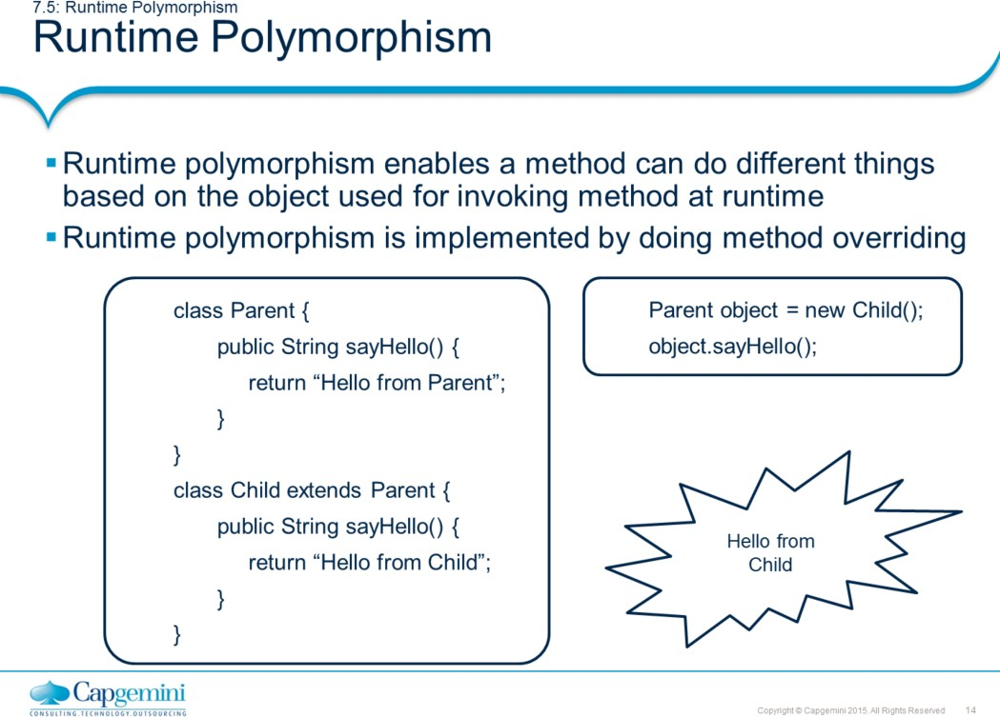 7.5: Runtime Polymorphism
Runtime Polymorphism
Runtime polymorphism enables a method can do different things
based on the object used for invoking method at runtime
Runtime polymorphism is implemented by doing method overriding
class Parent {
public String sayHello() {
return “Hello from Parent”;
}
}
class Child extends Parent {
public String sayHello() {
return “Hello from Child”;
}
}
Parent object = new Child();
object.sayHello();
Hello from
Child
Capgemini
CONSULTING.TECHNOLOGY.OUTSOURCING
Copyright © Capgemini 2015. All Rights Reserved 14